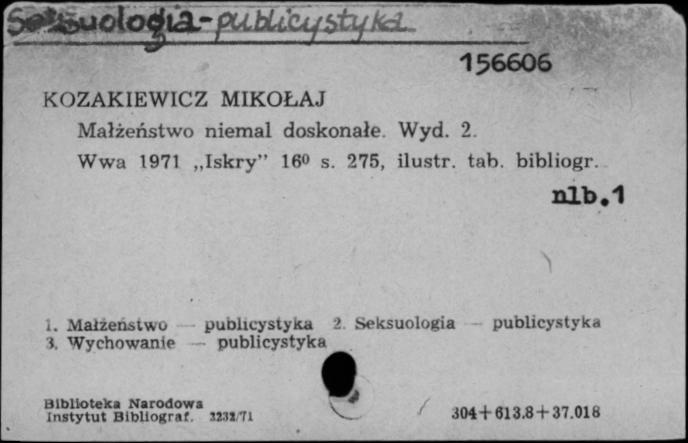 Seksuologia-publicystyka
156606
KOZAKIEWICZ MIKOŁAJ
Małżeństwo niemal doskonałe. Wyd. 2.
Wwa 1971 „Iskry” 16⁰ s. 275, ilustr. tab. bibliogr.
nlb.1
1. Małżeństwo — publicystyka 2. Seksuologia — publicystyka
3. Wychowanie — publicystyka
Biblioteka Narodowa
Instytut Bibliograf. 3232/71
304+613.8+37.018